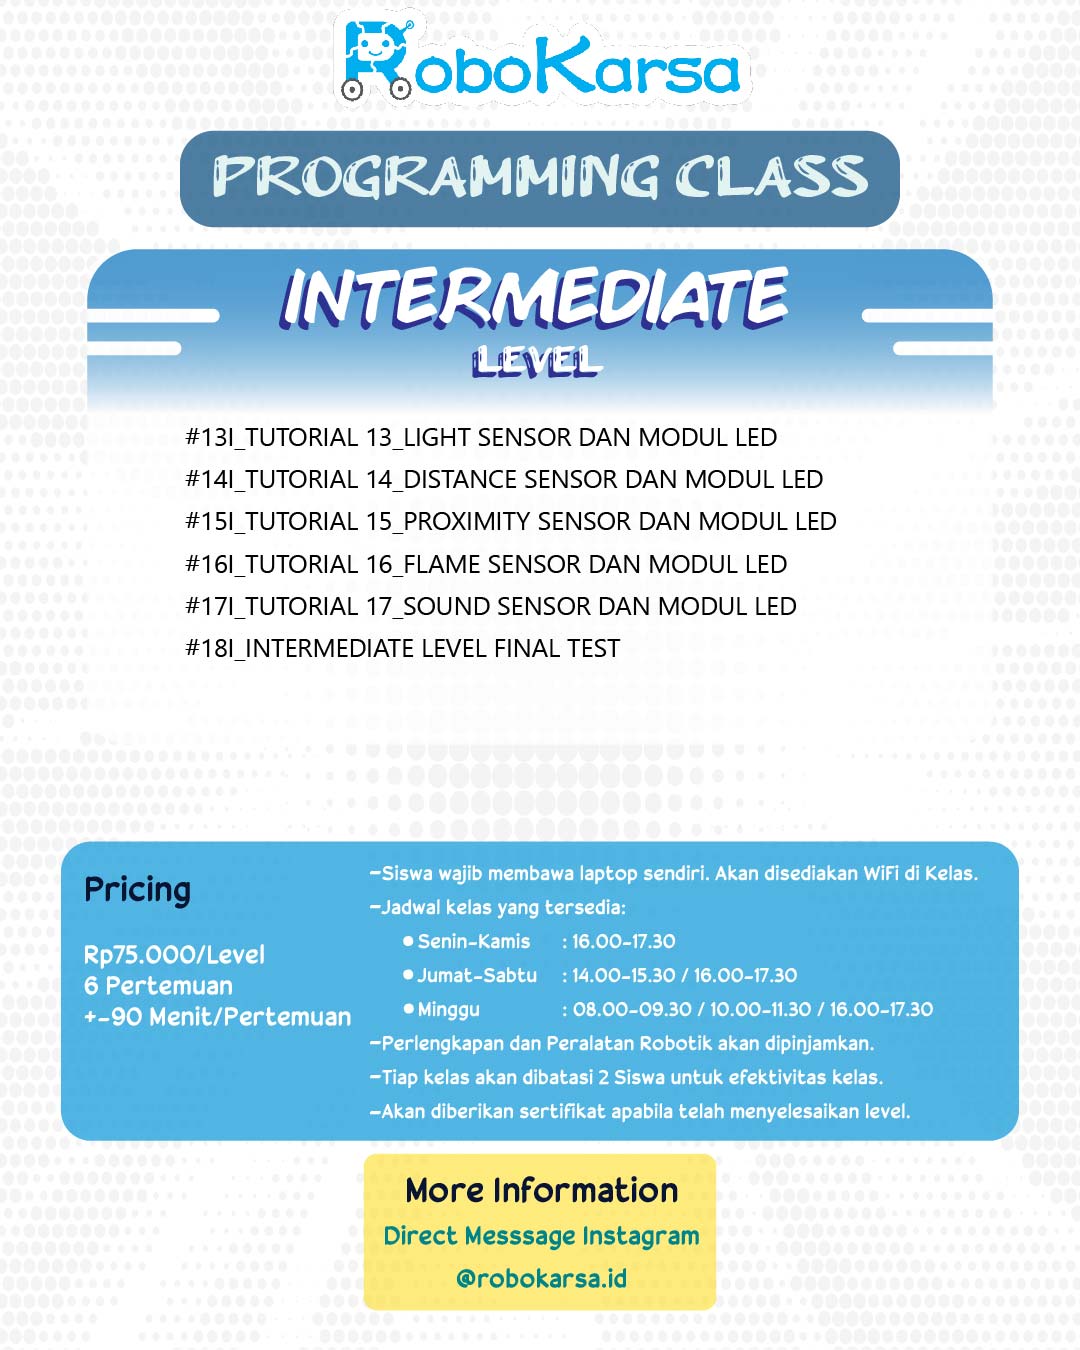 RoboKarsa
PROGRAMMING CLASS
INTERMEDIATE
LEVEL
#13I_TUTORIAL 13_LIGHT SENSOR DAN MODUL LED
#14I_TUTORIAL 14_DISTANCE SENSOR DAN MODUL LED
#15I_TUTORIAL 15_PROXIMITY SENSOR DAN MODUL LED
#16I_TUTORIAL 16_FLAME SENSOR DAN MODUL LED
#17I_TUTORIAL 17_SOUND SENSOR DAN MODUL LED
#18I_INTERMEDIATE LEVEL FINAL TEST
Pricing
Rp75.000/Level
6 Pertemuan
+-90 Menit/Pertemuan
-Siswa wajib membawa laptop sendiri. Akan disediakan WiFi di Kelas.
-Jadwal kelas yang tersedia:
● Senin-Kamis : 16.00-17.30
● Jumat-Sabtu : 14.00-15.30 / 16.00-17.30
● Minggu : 08.00-09.30 / 10.00-11.30 / 16.00-17.30
-Perlengkapan dan Peralatan Robotik akan dipinjamkan.
-Tiap kelas akan dibatasi 2 Siswa untuk efektivitas kelas.
-Akan diberikan sertifikat apabila telah menyelesaikan level.
More Information
Direct Messsage Instagram
@robokarsa.id